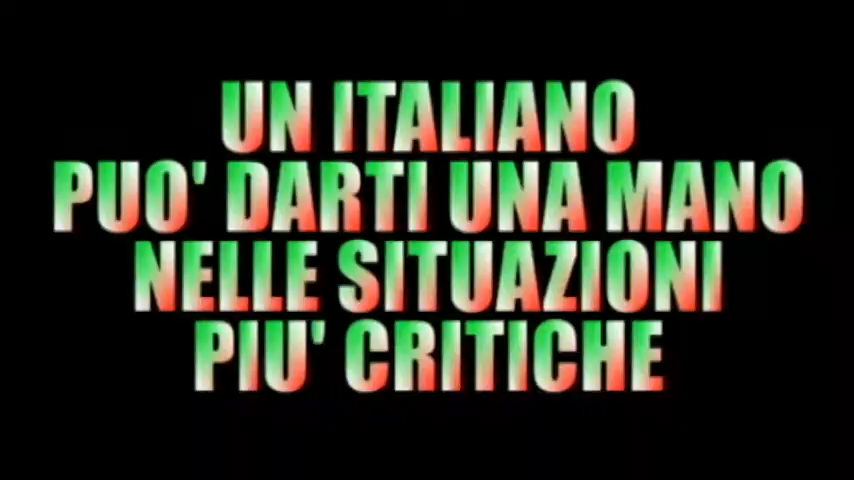 UN ITALIANO
PUO' DARTI UNA MANO
NELLE SITUAZIONI
PIU' CRITICHE